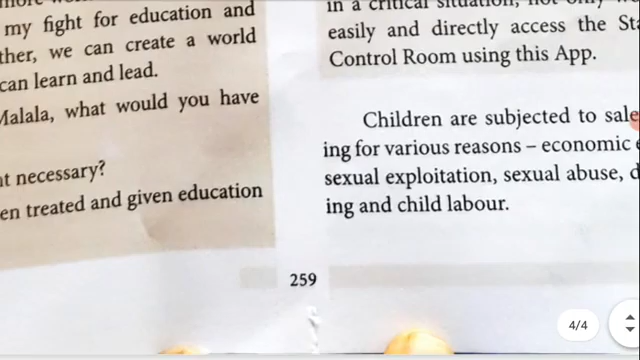 my fight for education and
ther, we can create a world
can learn and lead.
Malala, what would you have
nt necessary?
en treated and given education
in a critical situation, not only
easily and directly access the Sta
Control Room using this App.
Children are subjected to sale
ing for various reasons – economic e
sexual exploitation, sexual abuse, d
ing and child labour.
259
4/4